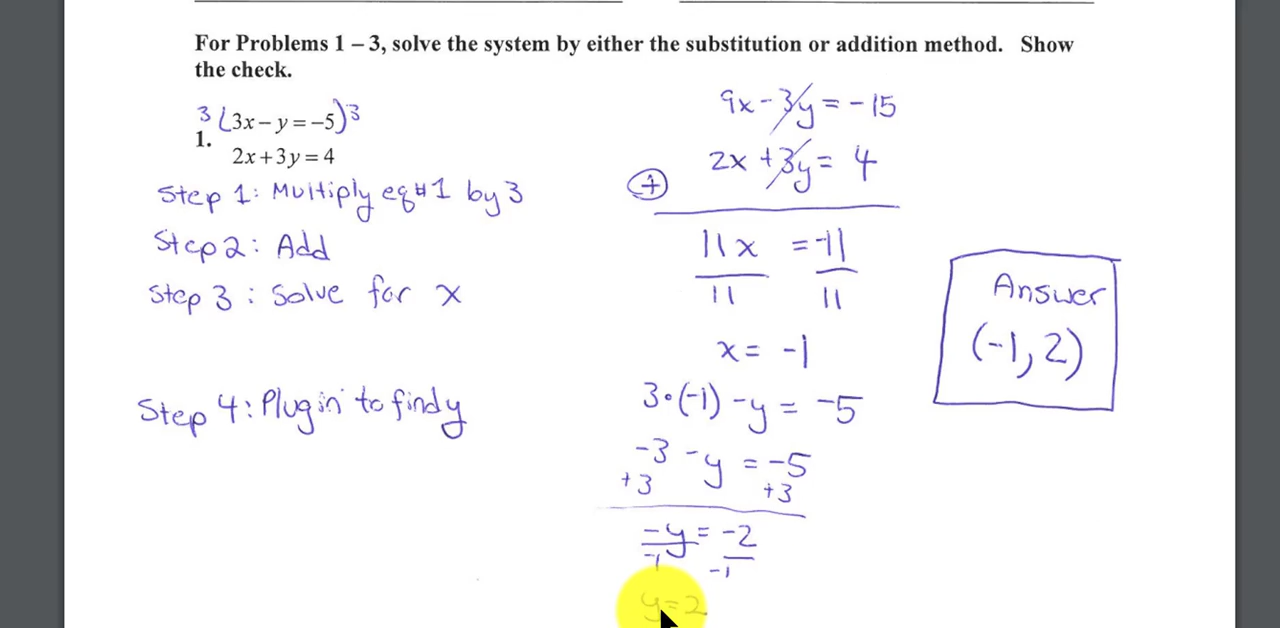 For Problems 1 – 3, solve the system by either the substitution or addition method. Show
the check.
3(3x – y = –5)3
1.
2x + 3y = 4
Step 1: Multiply eq#1 by 3
Step 2: Add
Step 3: Solve for x
Step 4: Plug in to find y
9x - 3y = -15
2x + 3y = 4
+
11x = -11
11 11
x = -1
3·(-1) - y = -5
-3 - y = -5
+3 +3
-y = -2
-1 -1
y = 2
Answer
(-1, 2)